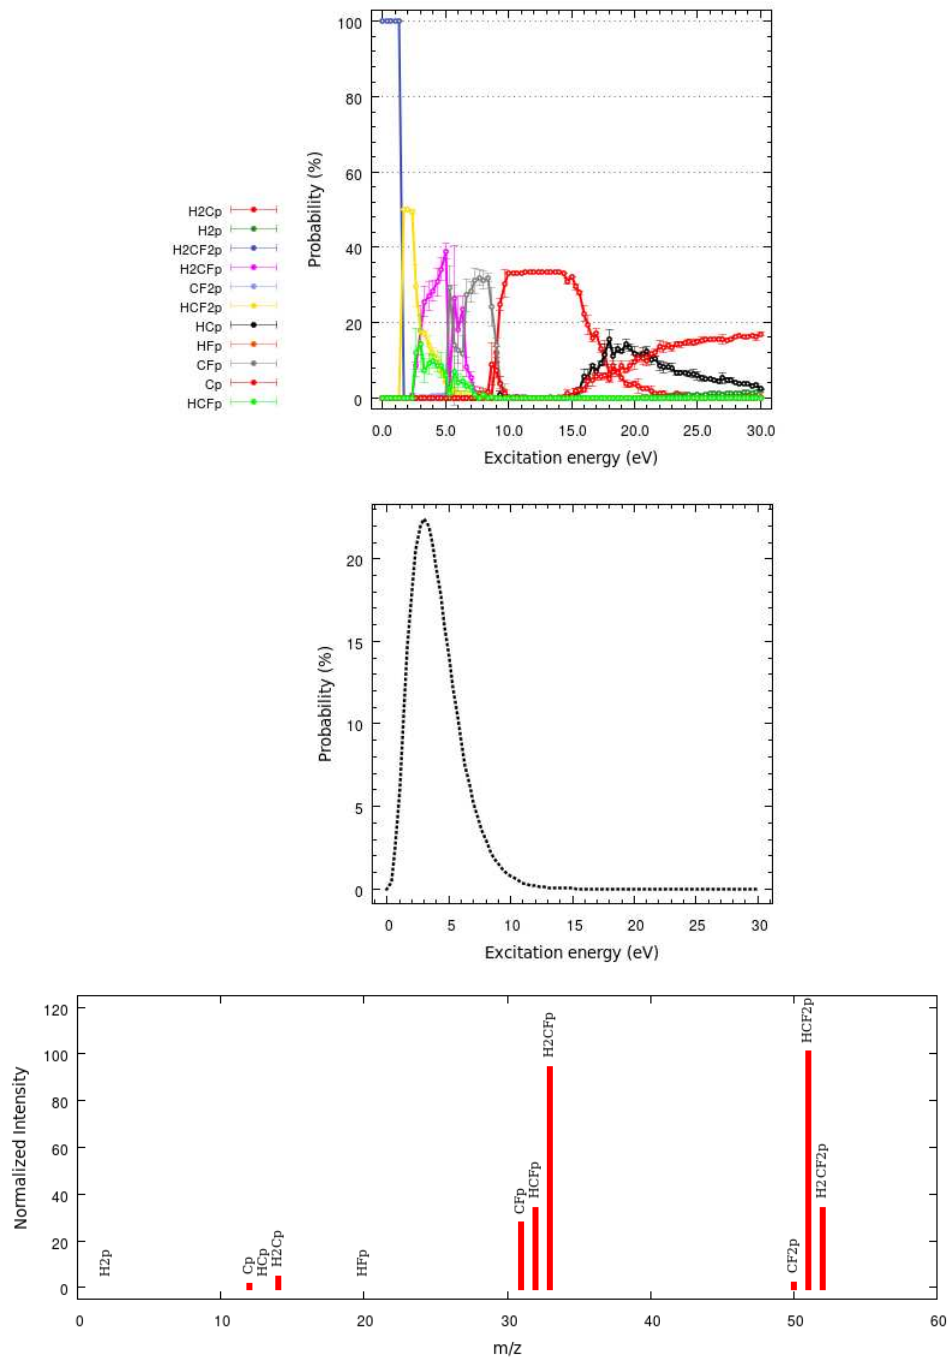 100
80
60
40
20
0
Probability (%)
H2Cp
H2p
H2CF2p
H2CFp
CF2p
HCF2p
HCp
HFp
CFp
Cp
HCFp
0.0 5.0 10.0 15.0 20.0 25.0 30.0
Excitation energy (eV)
20
15
10
5
0
Probability (%)
0 5 10 15 20 25 30
Excitation energy (eV)
120
100
80
60
40
20
0
Normalized Intensity
H2p
Cp
HCp
H2Cp
HFp
CFp
HCFp
H2CFp
CF2p
HCF2p
H2CF2p
0 10 20 30 40 50 60
m/z